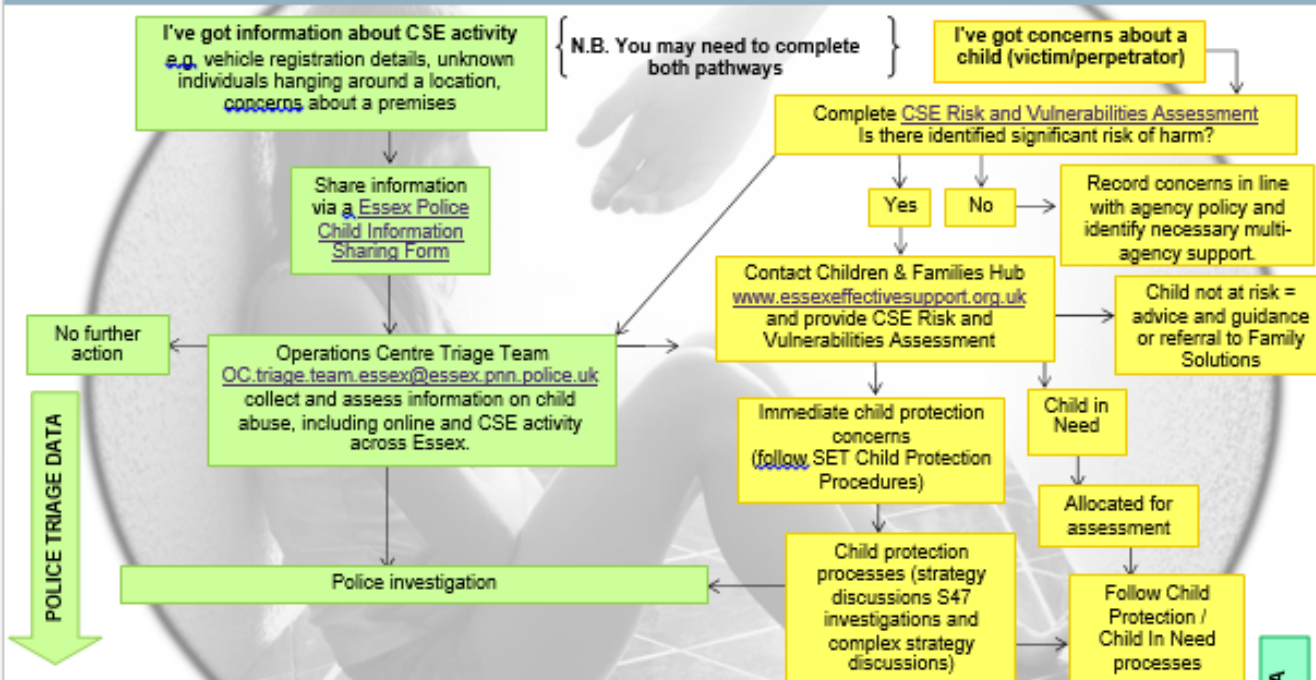 I've got information about CSE activity
e.g. vehicle registration details, unknown
individuals hanging around a location,
concerns about a premises
N.B. You may need to complete
both pathways
I've got concerns about a
child (victim/perpetrator)
Complete CSE Risk and Vulnerabilities Assessment
Is there identified significant risk of harm?
Share information
via a Essex Police
Child Information
Sharing Form
Yes
No
Record concerns in line
with agency policy and
identify necessary multi-
agency support.
Contact Children & Families Hub
www.essexeffectivesupport.org.uk
and provide CSE Risk and
Vulnerabilities Assessment
Child not at risk =
advice and guidance
or referral to Family
Solutions
No further
action
Operations Centre Triage Team
OC.triage.team.essex@essex.pnn.police.uk
collect and assess information on child
abuse, including online and CSE activity
across Essex.
Immediate child protection
concerns
(follow SET Child Protection
Procedures)
Child in
Need
Allocated for
assessment
POLICE TRIAGE DATA
Police investigation
Child protection
processes (strategy
discussions S47
investigations and
complex strategy
discussions)
Follow Child
Protection /
Child In Need
processes
A